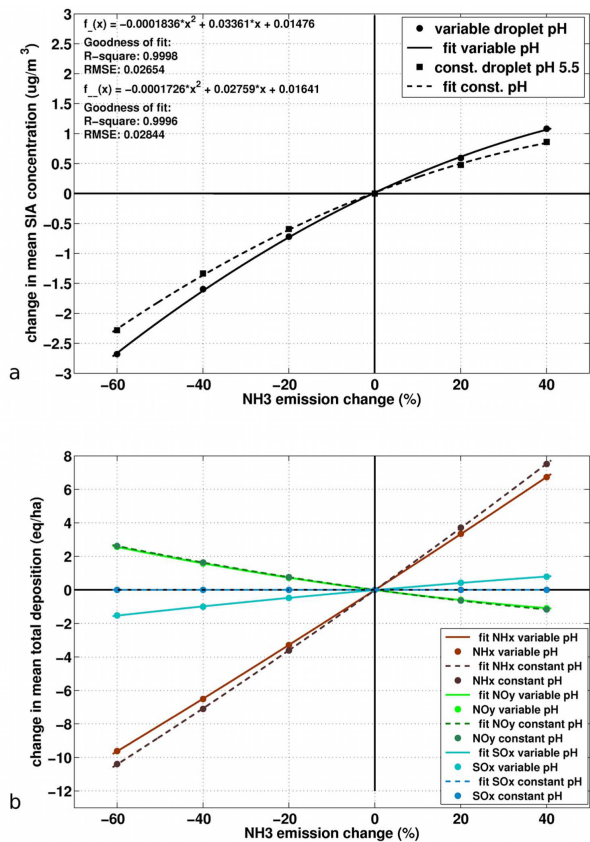 f_(x) = −0.0001836*x² + 0.03361*x + 0.01476
Goodness of fit:
R-square: 0.9998
RMSE: 0.02654
f__(x) = −0.0001726*x² + 0.02759*x + 0.01641
Goodness of fit:
R-square: 0.9996
RMSE: 0.02844
variable droplet pH
fit variable pH
const. droplet pH 5.5
fit const. pH
change in mean SIA concentration (ug/m³)
3
2.5
2
1.5
1
0.5
0
−0.5
−1
−1.5
−2
−2.5
−3
−60 −40 −20 0 20 40
NH3 emission change (%)
a
change in mean total deposition (eq/ha)
8
6
4
2
0
−2
−4
−6
−8
−10
−12
fit NHx variable pH
NHx variable pH
fit NHx constant pH
NHx constant pH
fit NOy variable pH
NOy variable pH
fit NOy constant pH
NOy constant pH
fit SOx variable pH
SOx variable pH
fit SOx constant pH
SOx constant pH
−60 −40 −20 0 20 40
NH3 emission change (%)
b